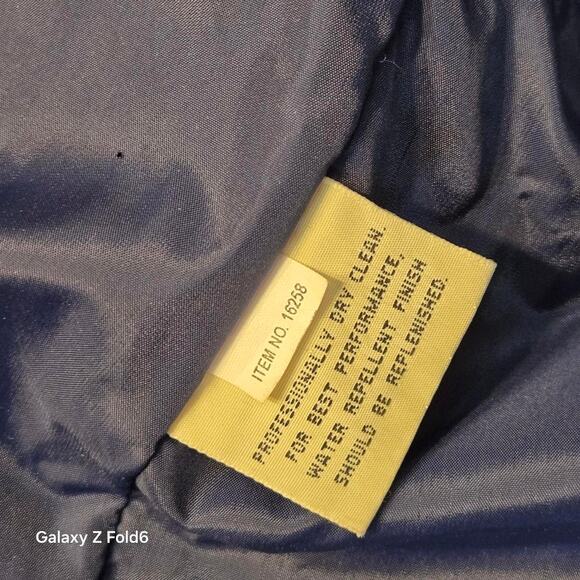 ITEM NO. 16258
PROFESSIONALLY DRY CLEAN.
FOR BEST PERFORMANCE,
WATER REPELLENT FINISH
SHOULD BE REPLENISHED.
Galaxy Z Fold6